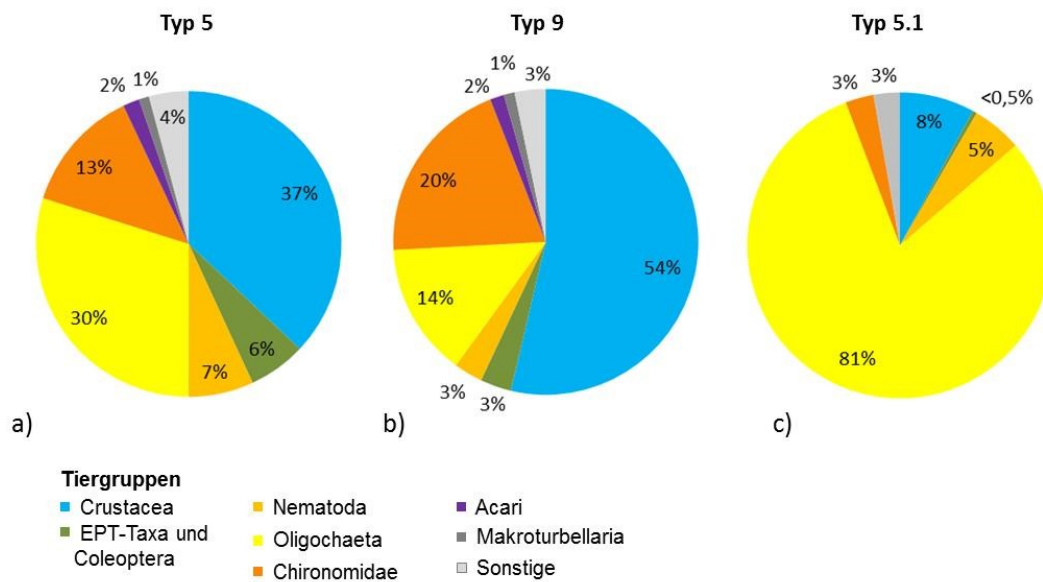 Typ 5
Typ 9
Typ 5.1
37%
6%
7%
30%
13%
2%
1%
4%
a)
54%
3%
3%
14%
20%
2%
1%
3%
b)
8%
<0,5%
5%
81%
3%
3%
c)
Tiergruppen
Crustacea
EPT-Taxa und
Coleoptera
Nematoda
Oligochaeta
Chironomidae
Acari
Makroturbellaria
Sonstige